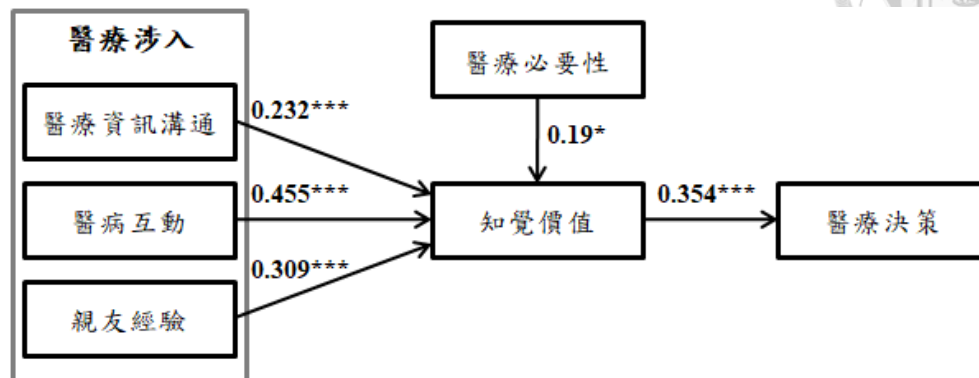 醫療涉入
醫療必要性
醫療資訊溝通
0.232***
0.19*
醫病互動
0.455***
知覺價值
0.354***
醫療決策
0.309***
親友經驗